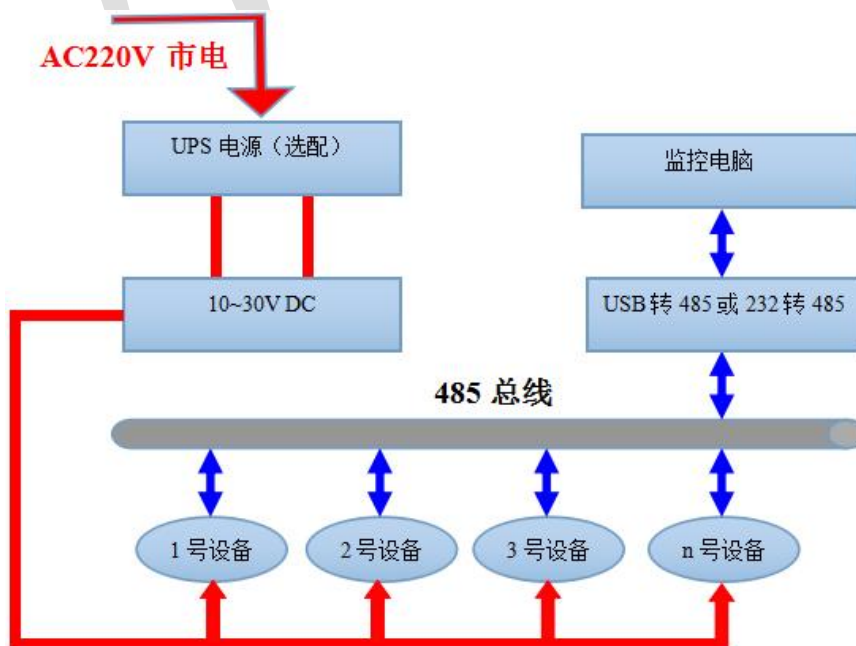 AC220V 市电
UPS 电源（选配）
监控电脑
10~30V DC
USB 转 485 或 232 转 485
485 总线
1 号设备
2 号设备
3 号设备
n 号设备